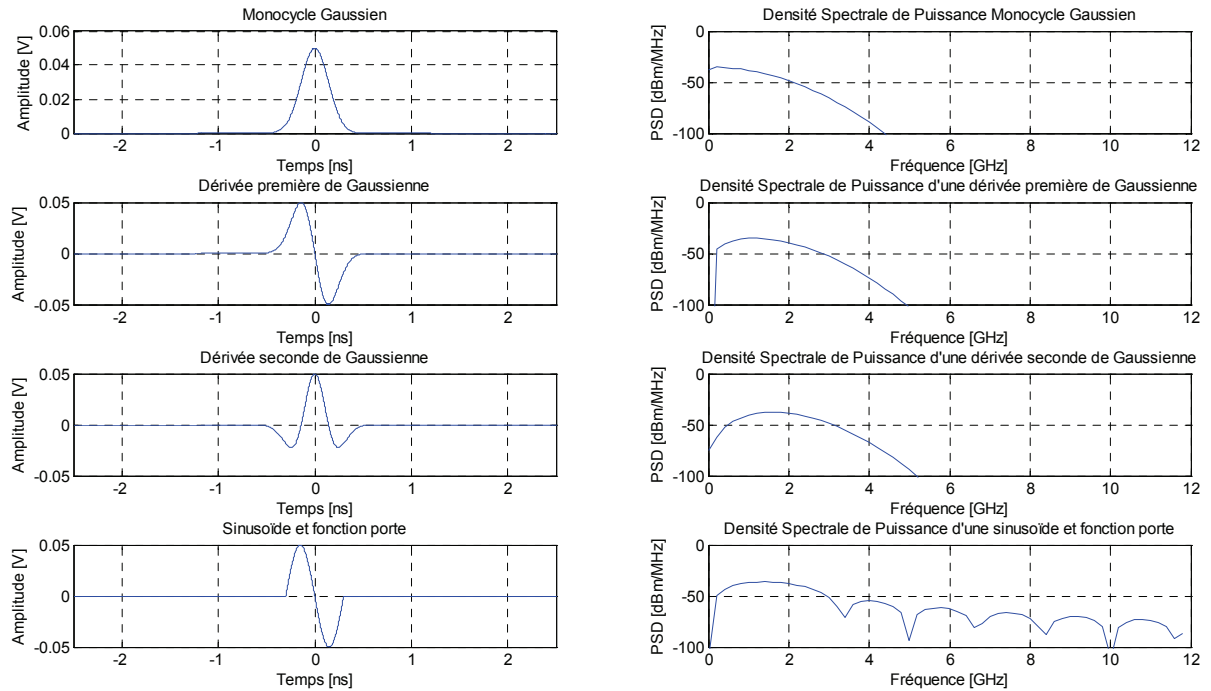 Monocycle Gaussien
Amplitude [V]
0.06
0.04
0.02
0
-2 -1 0 1 2
Temps [ns]
Densité Spectrale de Puissance Monocycle Gaussien
PSD [dBm/MHz]
0
-50
-100
0 2 4 6 8 10 12
Fréquence [GHz]
Dérivée première de Gaussienne
Amplitude [V]
0.05
0
-0.05
-2 -1 0 1 2
Temps [ns]
Densité Spectrale de Puissance d'une dérivée première de Gaussienne
PSD [dBm/MHz]
0
-50
-100
0 2 4 6 8 10 12
Fréquence [GHz]
Dérivée seconde de Gaussienne
Amplitude [V]
0.05
0
-0.05
-2 -1 0 1 2
Temps [ns]
Densité Spectrale de Puissance d'une dérivée seconde de Gaussienne
PSD [dBm/MHz]
0
-50
-100
0 2 4 6 8 10 12
Fréquence [GHz]
Sinusoïde et fonction porte
Amplitude [V]
0.05
0
-0.05
-2 -1 0 1 2
Temps [ns]
Densité Spectrale de Puissance d'une sinusoïde et fonction porte
PSD [dBm/MHz]
0
-50
-100
0 2 4 6 8 10 12
Fréquence [GHz]